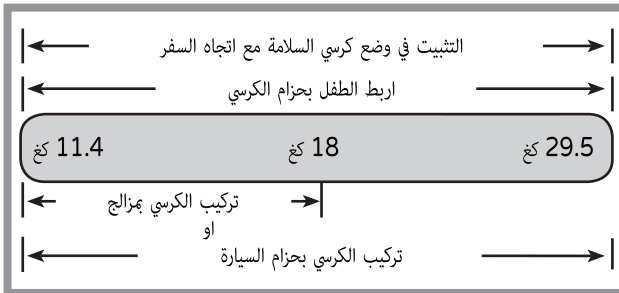 التثبيت في وضع كرسي السلامة مع اتجاه السفر
اربط الطفل بحزام الكرسي
11.4 كغ 18 كغ 29.5 كغ
تركيب الكرسي بمزالج
او
تركيب الكرسي بحزام السيارة